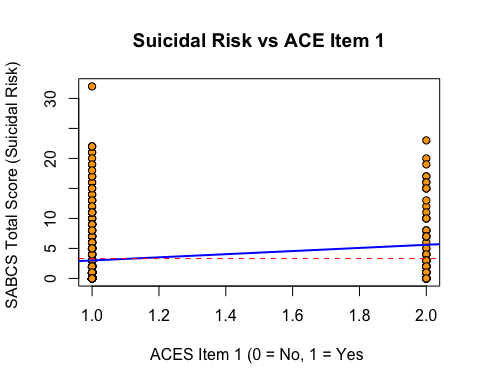 Suicidal Risk vs ACE Item 1
SABCS Total Score (Suicidal Risk)
30
20
10
5
0
1.0 1.2 1.4 1.6 1.8 2.0
ACES Item 1 (0 = No, 1 = Yes